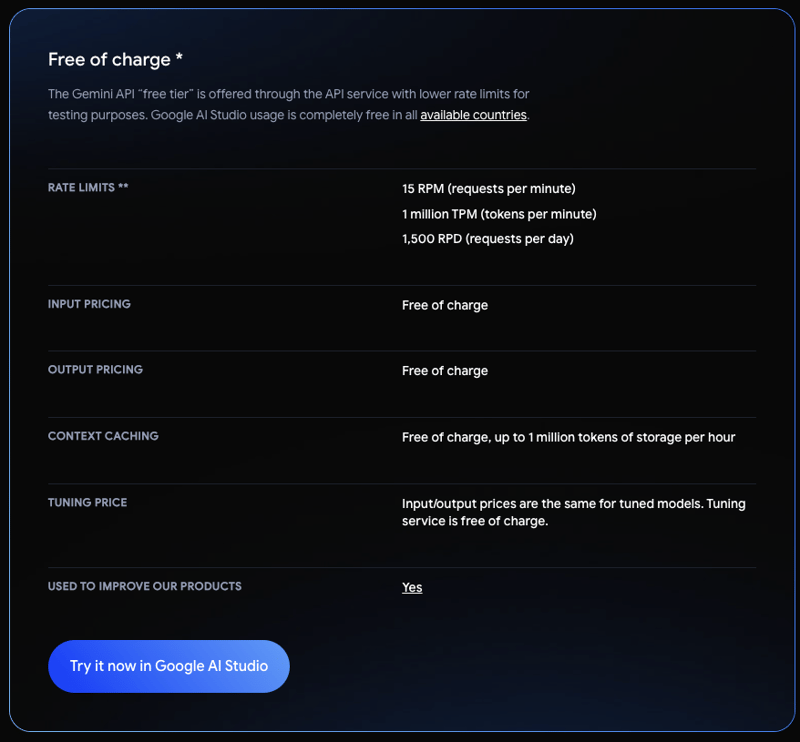 Free of charge *
The Gemini API “free tier” is offered through the API service with lower rate limits for
testing purposes. Google AI Studio usage is completely free in all available countries.
RATE LIMITS **
15 RPM (requests per minute)
1 million TPM (tokens per minute)
1,500 RPD (requests per day)
INPUT PRICING
Free of charge
OUTPUT PRICING
Free of charge
CONTEXT CACHING
Free of charge, up to 1 million tokens of storage per hour
TUNING PRICE
Input/output prices are the same for tuned models. Tuning
service is free of charge.
USED TO IMPROVE OUR PRODUCTS
Yes
Try it now in Google AI Studio